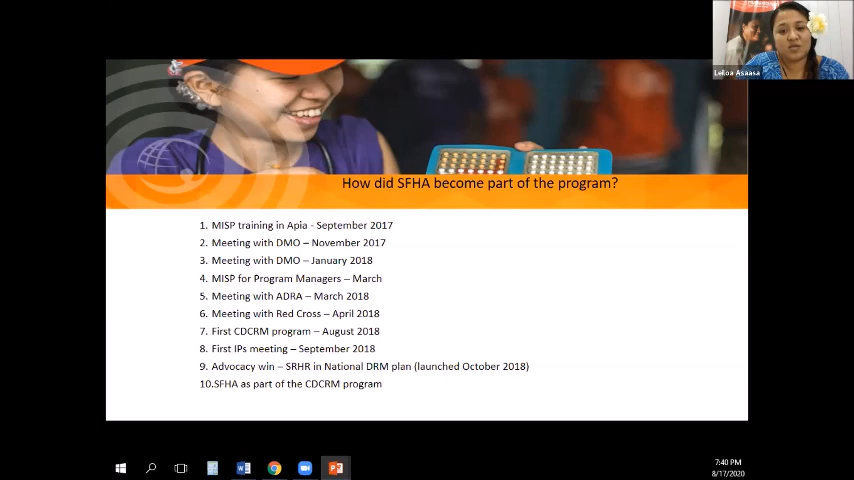 Leiloa Asaasa
How did SFHA become part of the program?
1. MISP training in Apia - September 2017
2. Meeting with DMO – November 2017
3. Meeting with DMO – January 2018
4. MISP for Program Managers – March
5. Meeting with ADRA – March 2018
6. Meeting with Red Cross – April 2018
7. First CDCRM program – August 2018
8. First IPs meeting – September 2018
9. Advocacy win – SRHR in National DRM plan (launched October 2018)
10.SFHA as part of the CDCRM program
7:40 PM
8/17/2020